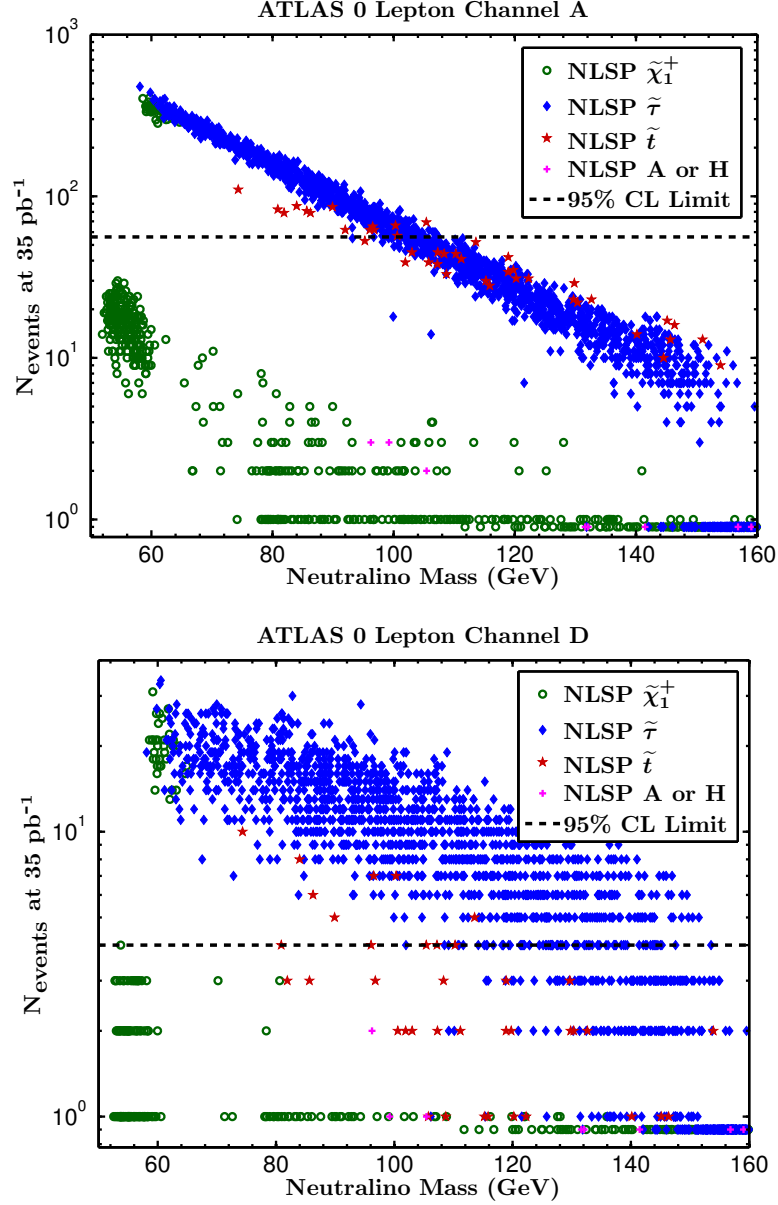 ATLAS 0 Lepton Channel A
10³
10²
10¹
10⁰
N_events at 35 pb⁻¹
NLSP χ̃₁⁺
NLSP τ̃
NLSP t̃
NLSP A or H
95% CL Limit
60 80 100 120 140 160
Neutralino Mass (GeV)
ATLAS 0 Lepton Channel D
10¹
10⁰
N_events at 35 pb⁻¹
NLSP χ̃₁⁺
NLSP τ̃
NLSP t̃
NLSP A or H
95% CL Limit
60 80 100 120 140 160
Neutralino Mass (GeV)